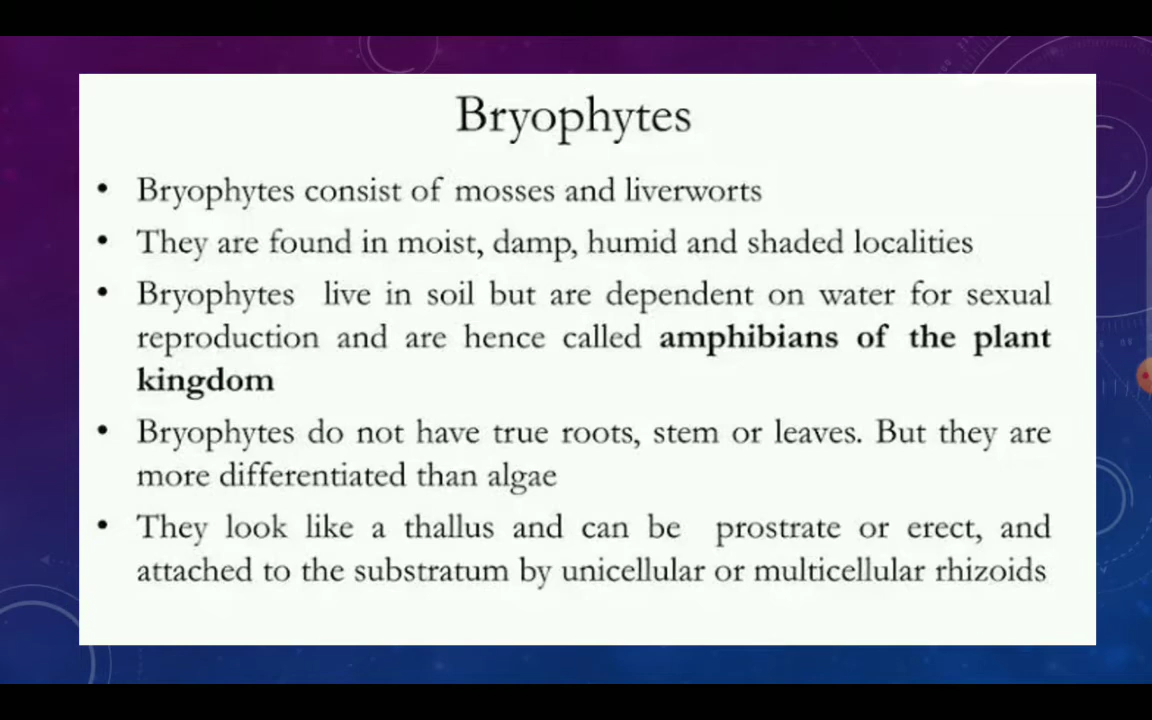 Bryophytes
• Bryophytes consist of mosses and liverworts
• They are found in moist, damp, humid and shaded localities
• Bryophytes live in soil but are dependent on water for sexual
reproduction and are hence called amphibians of the plant
kingdom
• Bryophytes do not have true roots, stem or leaves. But they are
more differentiated than algae
• They look like a thallus and can be prostrate or erect, and
attached to the substratum by unicellular or multicellular rhizoids